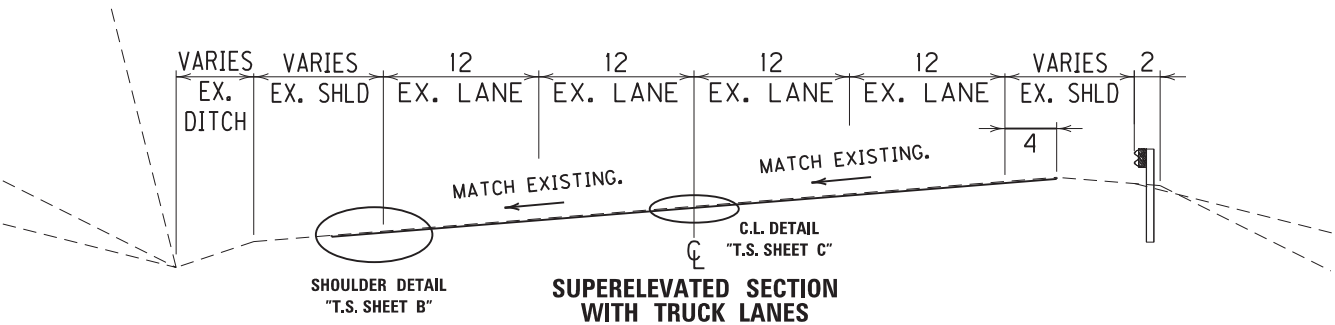 VARIES VARIES 12 12 12 12 VARIES 2
EX. DITCH EX. SHLD EX. LANE EX. LANE EX. LANE EX. LANE EX. SHLD
4
MATCH EXISTING.
MATCH EXISTING.
C.L. DETAIL
"T.S. SHEET C"
CL
SHOULDER DETAIL
"T.S. SHEET B"
SUPERELEVATED SECTION
WITH TRUCK LANES